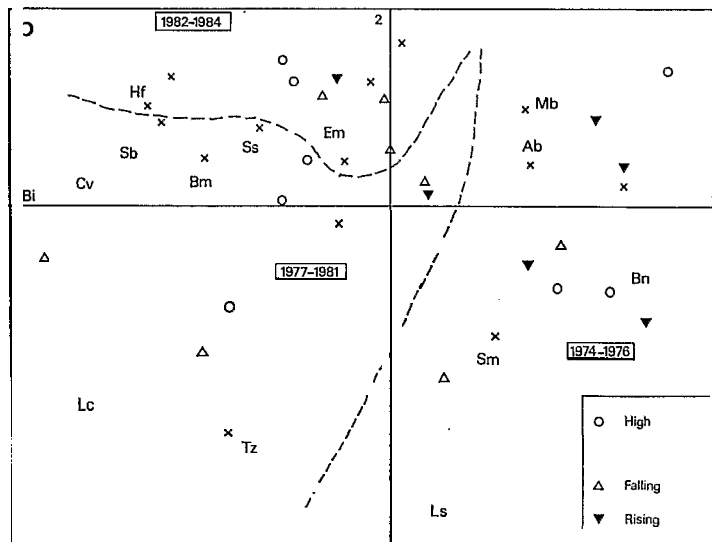 1982–1984
2
Hf
Mb
Em
Sb
Ss
Ab
Cv
Bm
Bi
1977–1981
Bn
Sm
1974–1976
Lc
High
Tz
Falling
Ls
Rising